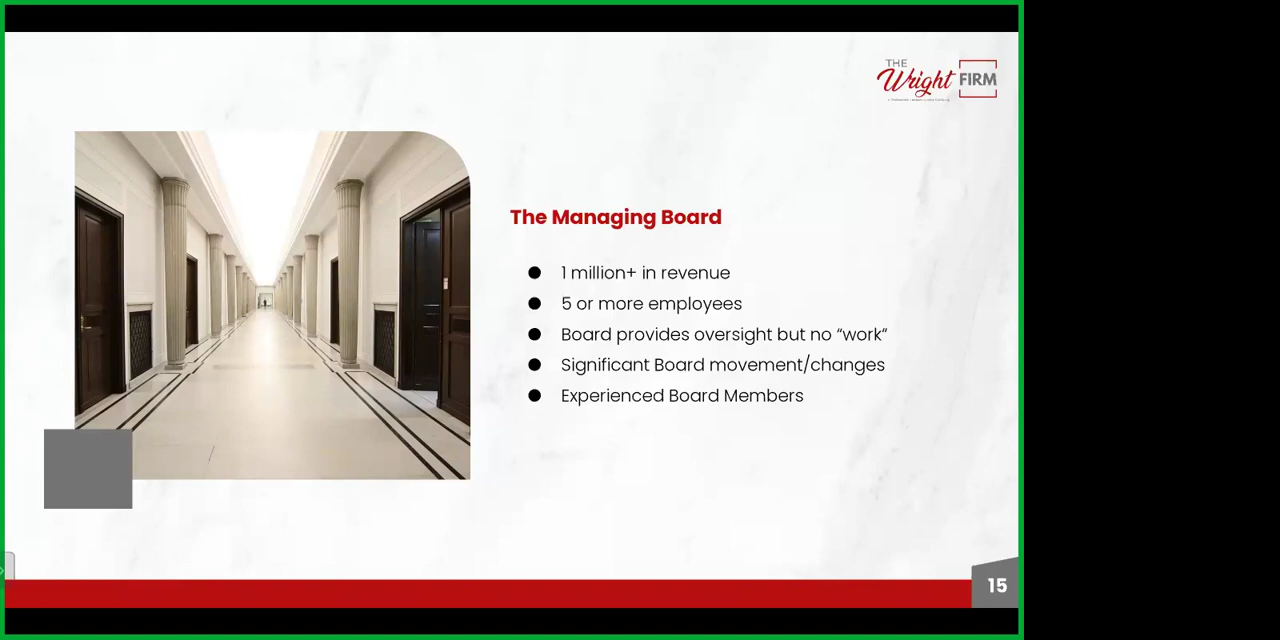 THE
Wright FIRM
The Managing Board
1 million+ in revenue
5 or more employees
Board provides oversight but no “work”
Significant Board movement/changes
Experienced Board Members
15